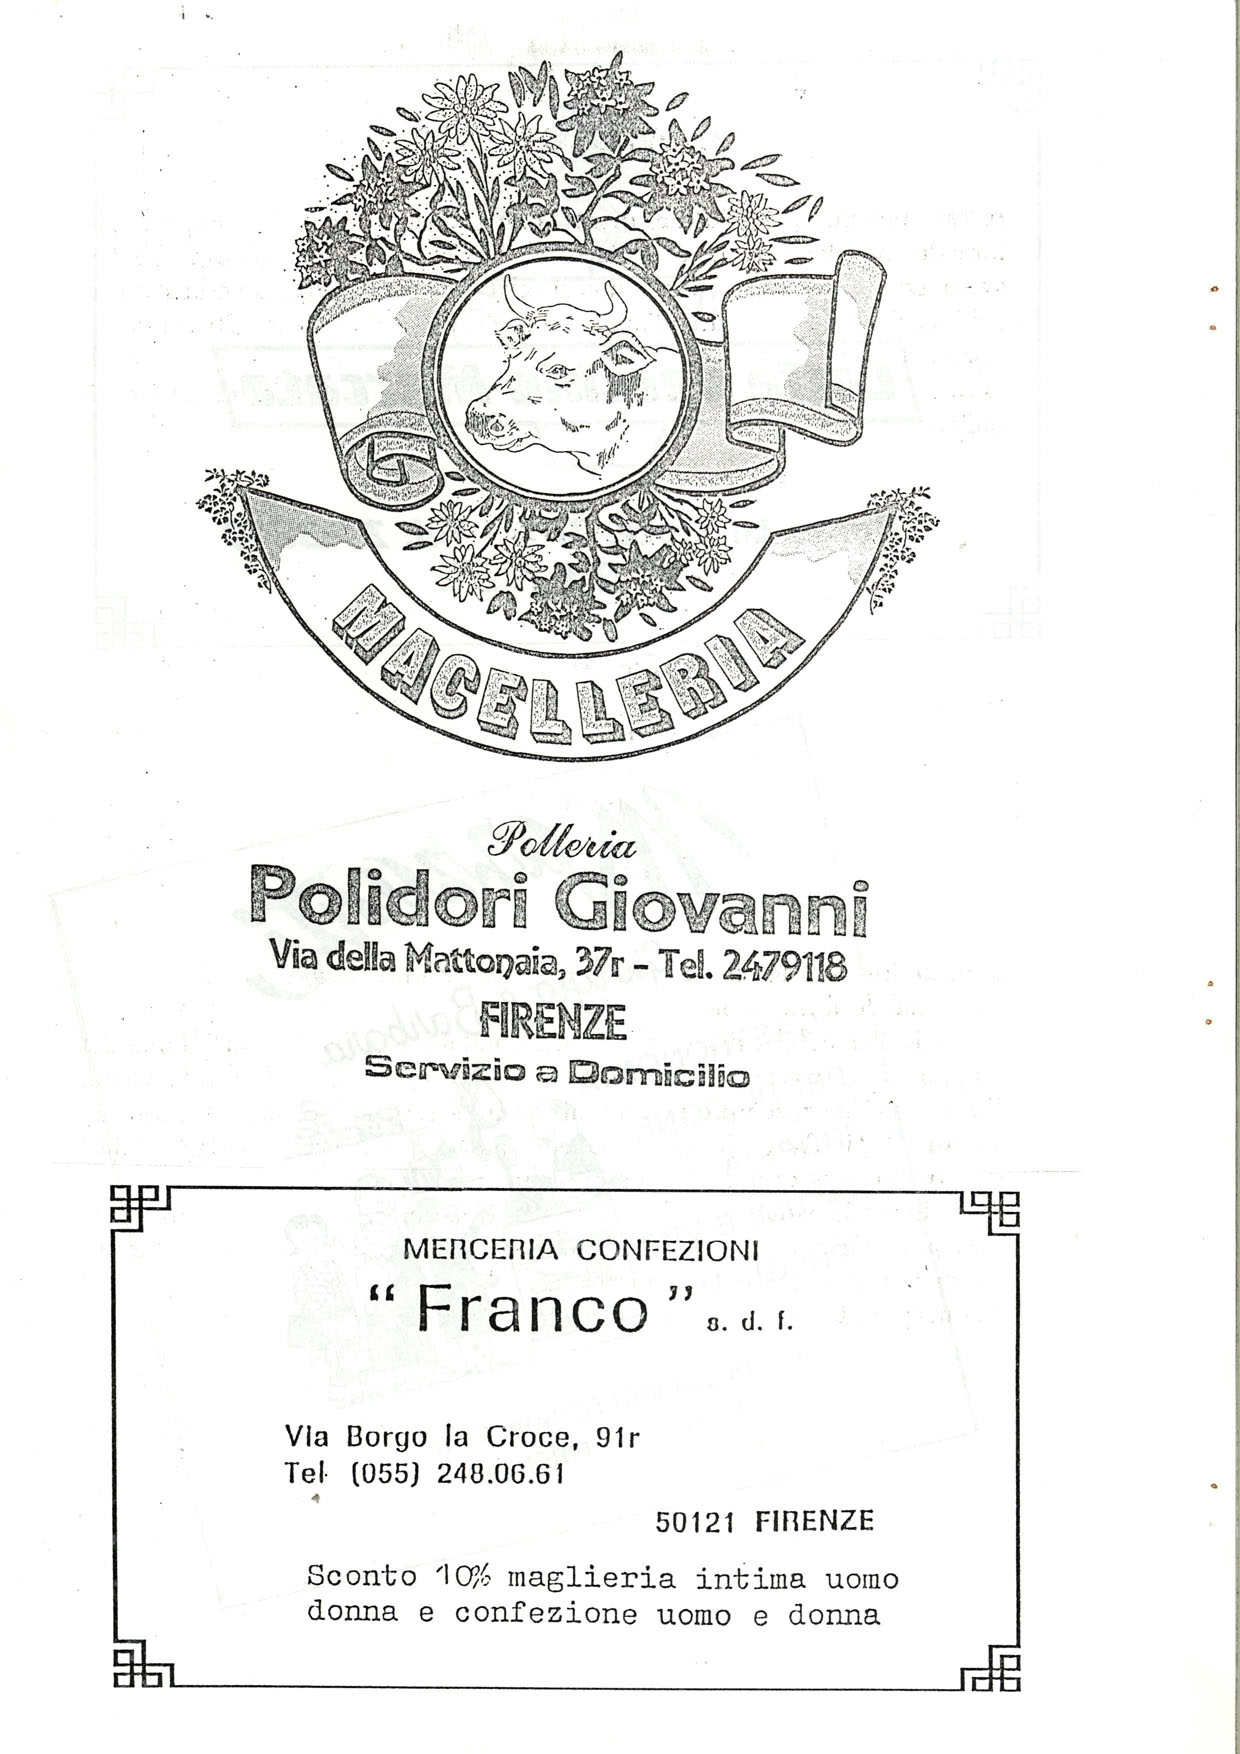 MACELLERIA
Polleria
Polidori Giovanni
Via della Mattonaia, 37r - Tel. 2479118
FIRENZE
Servizio a Domicilio
MERCERIA CONFEZIONI
“ Franco ” s. d. f.
Via Borgo la Croce, 91r
Tel. (055) 248.06.61
50121 FIRENZE
Sconto 10% maglieria intima uomo
donna e confezione uomo e donna